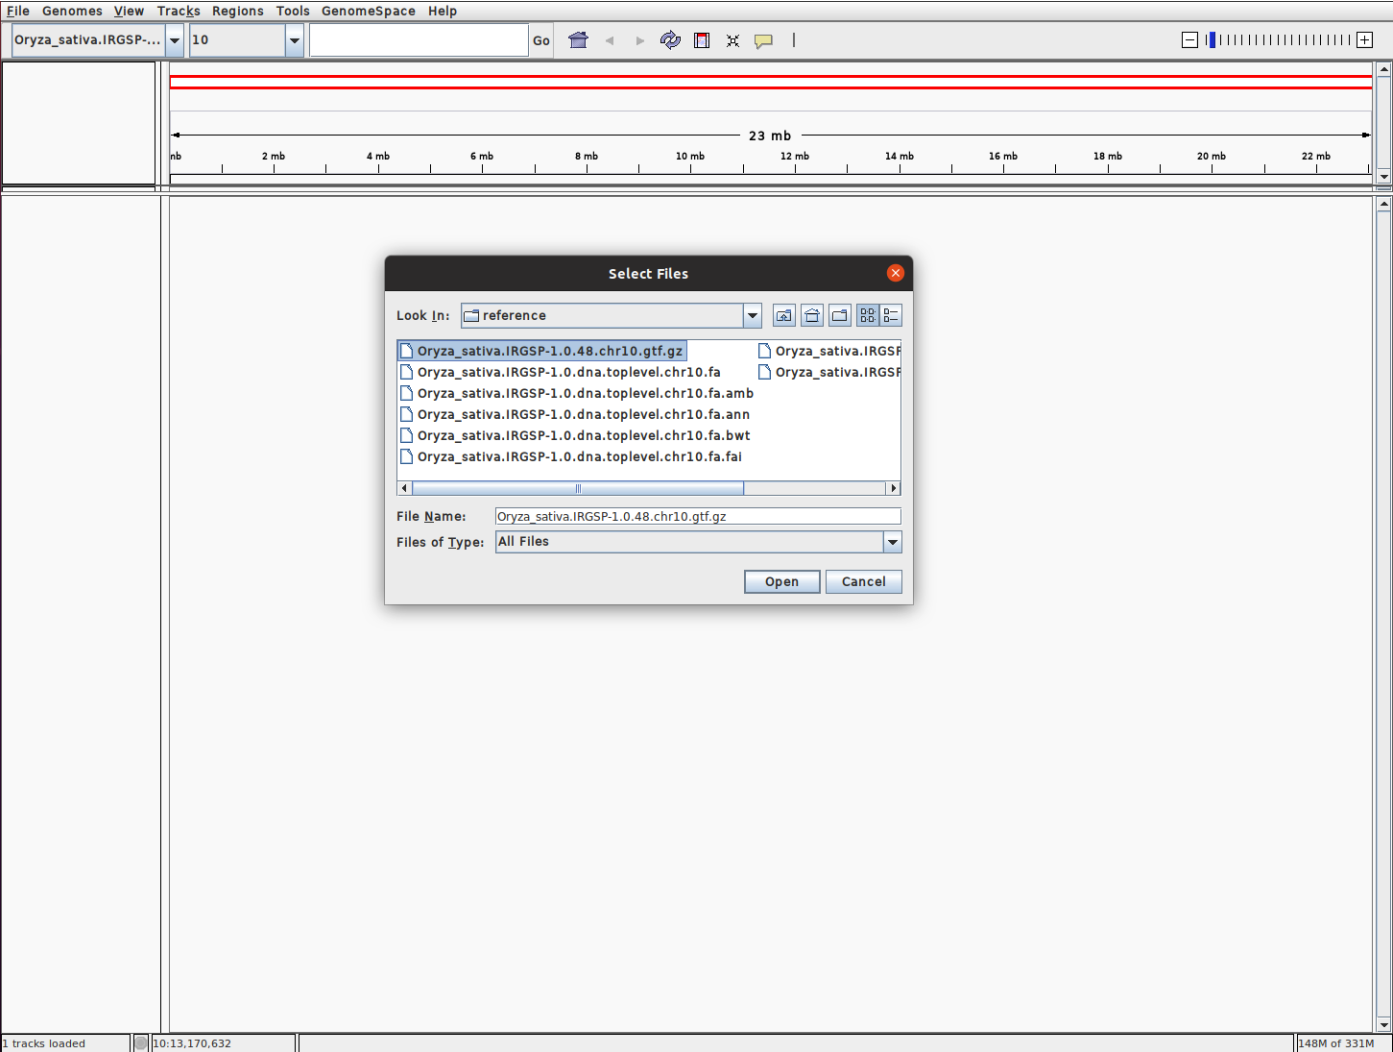 File Genomes View Tracks Regions Tools GenomeSpace Help
Oryza_sativa.IRGSP-... 10 Go
23 mb
2 mb 4 mb 6 mb 8 mb 10 mb 12 mb 14 mb 16 mb 18 mb 20 mb 22 mb
Select Files
Look In: reference
Oryza_sativa.IRGSP-1.0.48.chr10.gtf.gz
Oryza_sativa.IRGSP-1.0.dna.toplevel.chr10.fa
Oryza_sativa.IRGSP-1.0.dna.toplevel.chr10.fa.amb
Oryza_sativa.IRGSP-1.0.dna.toplevel.chr10.fa.ann
Oryza_sativa.IRGSP-1.0.dna.toplevel.chr10.fa.bwt
Oryza_sativa.IRGSP-1.0.dna.toplevel.chr10.fa.fai
Oryza_sativa.IRGSP
Oryza_sativa.IRGSP
File Name: Oryza_sativa.IRGSP-1.0.48.chr10.gtf.gz
Files of Type: All Files
Open Cancel
1 tracks loaded 10:13,170,632 148M of 331M